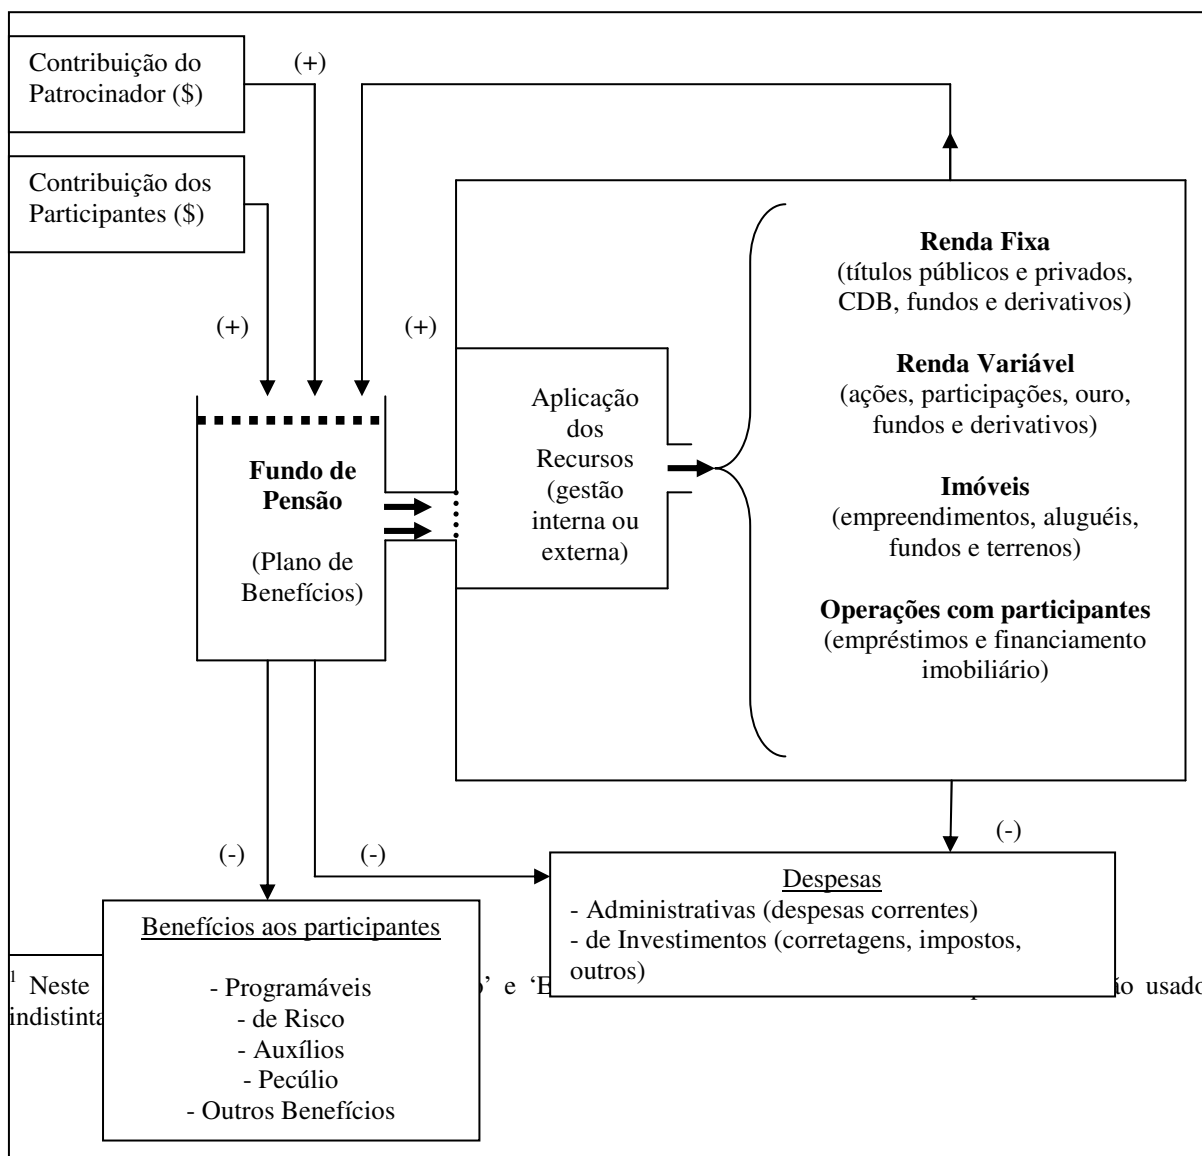 Contribuição do
Patrocinador ($)
(+)
Contribuição dos
Participantes ($)
(+)
(+)
Renda Fixa
(títulos públicos e privados,
CDB, fundos e derivativos)
Renda Variável
(ações, participações, ouro,
fundos e derivativos)
Imóveis
(empreendimentos, aluguéis,
fundos e terrenos)
Operações com participantes
(empréstimos e financiamento
imobiliário)
Aplicação
dos
Recursos
(gestão
interna ou
externa)
Fundo de
Pensão
(Plano de
Benefícios)
(-)
(-)
(-)
Despesas
- Administrativas (despesas correntes)
- de Investimentos (corretagens, impostos,
outros)
Benefícios aos participantes
- Programáveis
- de Risco
- Auxílios
- Pecúlio
- Outros Benefícios
1 Neste ’ e ‘E ão usado
indistinta